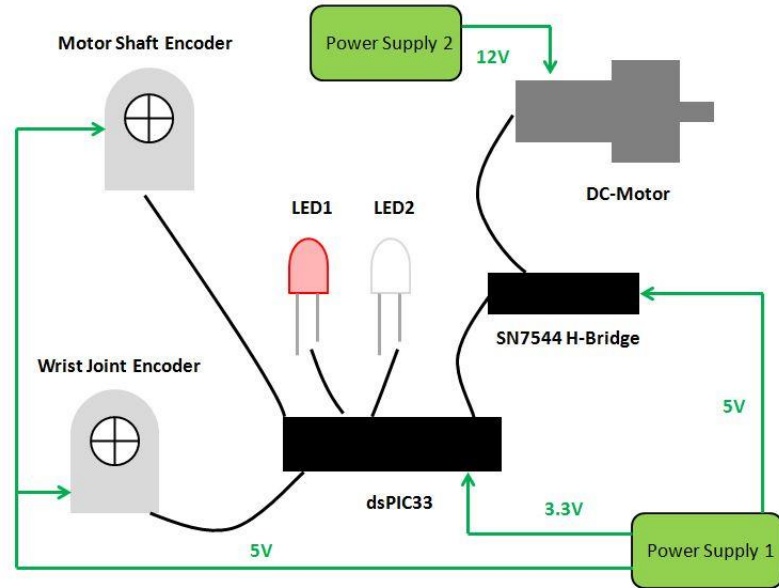 Motor Shaft Encoder
Power Supply 2
12V
DC-Motor
LED1
LED2
SN7544 H-Bridge
Wrist Joint Encoder
5V
dsPIC33
3.3V
5V
Power Supply 1